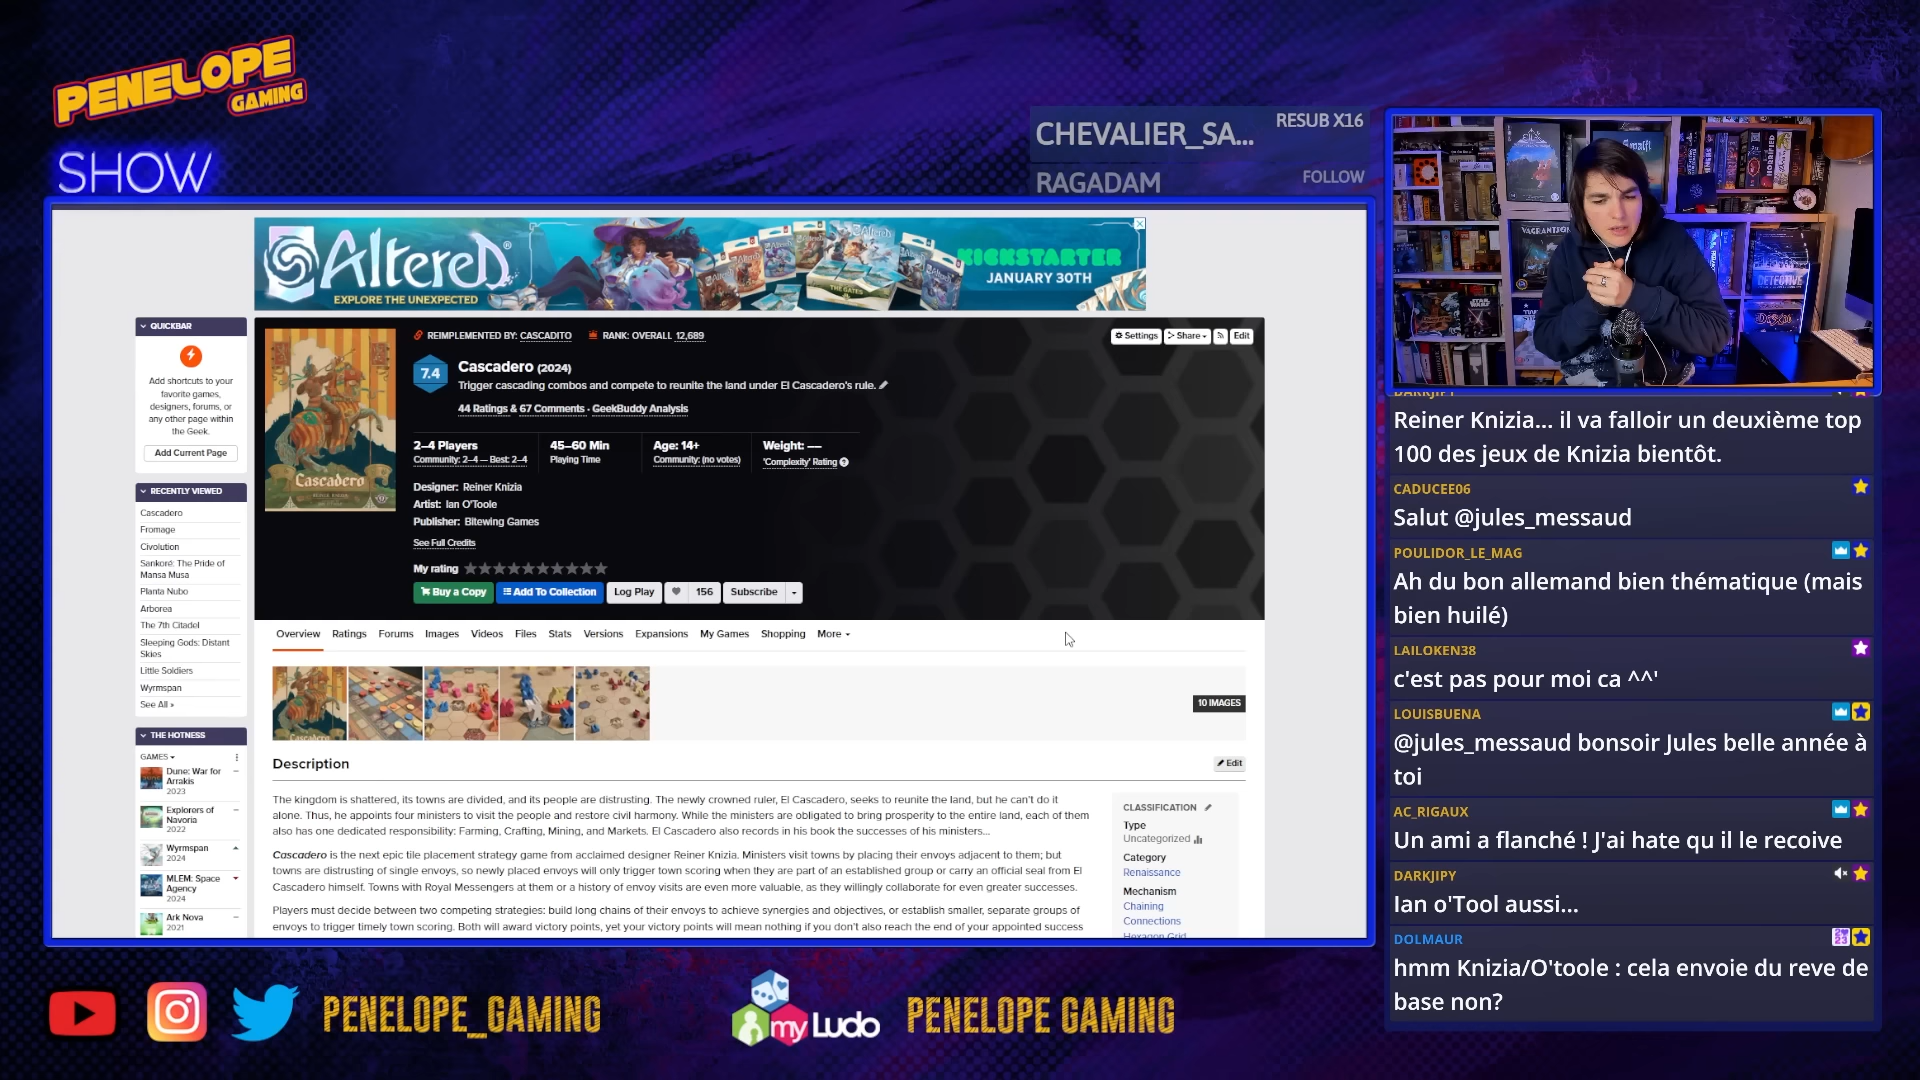 PENELOPE
GAMING
SHOW
CHEVALIER_SA... RESUB X16
RAGADAM FOLLOW
Altered
EXPLORE THE UNEXPECTED
KICKSTARTER
JANUARY 30TH
QUICKBAR
Add shortcuts to your
favorite games,
designers, forums, or
any other page within
the Geek.
Add Current Page
RECENTLY VIEWED
Cascadero
Fromage
Civolution
Sankoré: The Pride of
Mansa Musa
Planta Nubo
Arborea
The 7th Citadel
Sleeping Gods: Distant
Skies
Little Soldiers
Wyrmspan
See All »
THE HOTNESS
GAMES
Dune: War for
Arrakis
2023
Explorers of
Navoria
2022
Wyrmspan
2024
MLEM: Space
Agency
2024
Ark Nova
2021
REIMPLEMENTED BY: CASCADITO RANK: OVERALL 12,689
Settings Share Edit
7.4
Cascadero (2024)
Trigger cascading combos and compete to reunite the land under El Cascadero's rule.
44 Ratings & 67 Comments · GeekBuddy Analysis
2–4 Players
Community: 2–4 — Best: 2–4
45–60 Min
Playing Time
Age: 14+
Community: (no votes)
Weight: —
'Complexity' Rating
Designer: Reiner Knizia
Artist: Ian O'Toole
Publisher: Bitewing Games
See Full Credits
My rating
Buy a Copy Add To Collection Log Play 156 Subscribe
Cascadero
Overview Ratings Forums Images Videos Files Stats Versions Expansions My Games Shopping More
10 IMAGES
Description
Edit
The kingdom is shattered, its towns are divided, and its people are distrusting. The newly crowned ruler, El Cascadero, seeks to reunite the land, but he can't do it
alone. Thus, he appoints four ministers to visit the people and restore civil harmony. While the ministers are obligated to bring prosperity to the entire land, each of them
also has one dedicated responsibility: Farming, Crafting, Mining, and Markets. El Cascadero also records in his book the successes of his ministers...
Cascadero is the next epic tile placement strategy game from acclaimed designer Reiner Knizia. Ministers visit towns by placing their envoys adjacent to them; but
towns are distrusting of single envoys, so newly placed envoys will only trigger town scoring when they are part of an established group or carry an official seal from El
Cascadero himself. Towns with Royal Messengers at them or a history of envoy visits are even more valuable, as they willingly collaborate for even greater successes.
Players must decide between two competing strategies: build long chains of their envoys to achieve synergies and objectives, or establish smaller, separate groups of
envoys to trigger timely town scoring. Both will award victory points, yet your victory points will mean nothing if you don't also reach the end of your appointed success
CLASSIFICATION
Type
Uncategorized
Category
Renaissance
Mechanism
Chaining
Connections
Hexagon Grid
VAGRANTSONG
DETECTIVE
STAR
WARS
DARKJIPY
Reiner Knizia... il va falloir un deuxième top
100 des jeux de Knizia bientôt.
CADUCEE06
Salut @jules_messaud
POULIDOR_LE_MAG
Ah du bon allemand bien thématique (mais
bien huilé)
LAILOKEN38
c'est pas pour moi ca ^^'
LOUISBUENA
@jules_messaud bonsoir Jules belle année à
toi
AC_RIGAUX
Un ami a flanché ! J'ai hate qu il le recoive
DARKJIPY
Ian o'Tool aussi...
DOLMAUR
hmm Knizia/O'toole : cela envoie du reve de
base non?
PENELOPE_GAMING
myLudo
PENELOPE GAMING